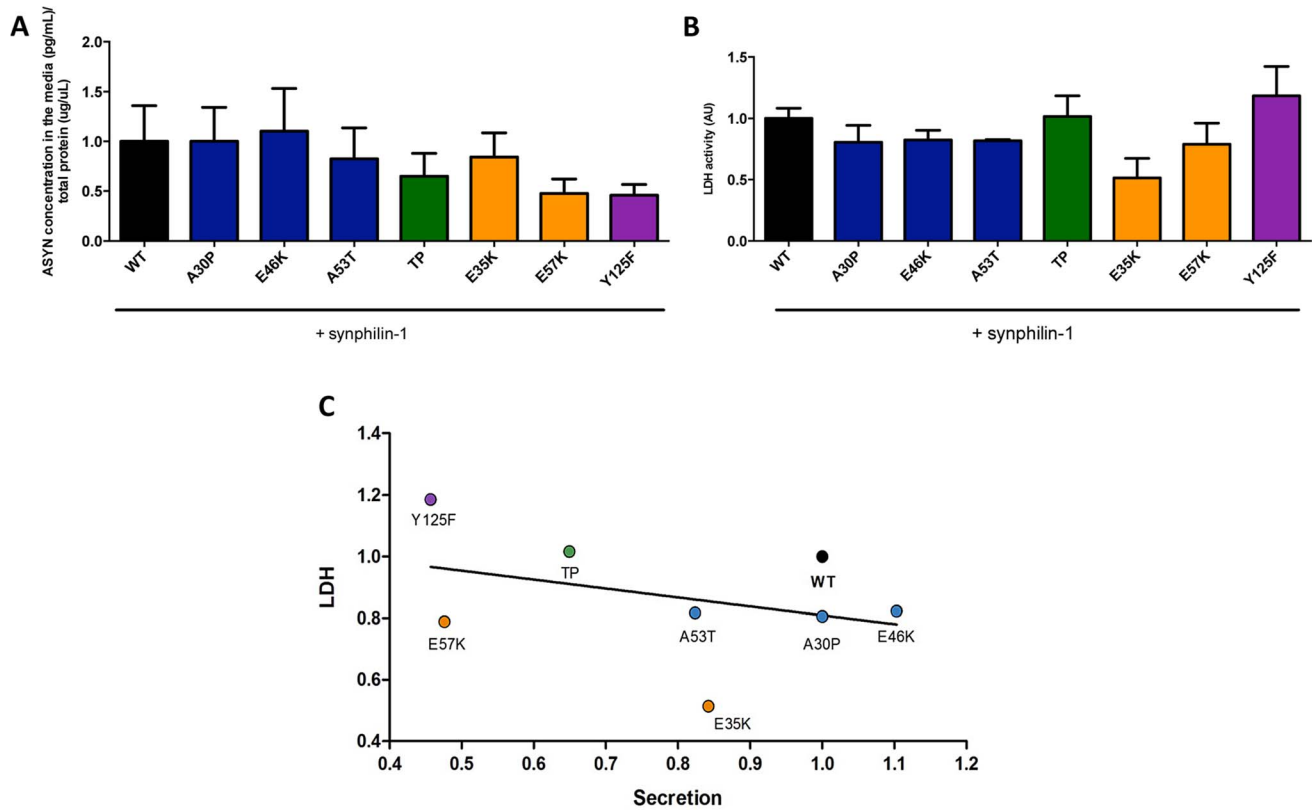 A
ASYN concentration in the media (pg/mL)/
total protein (ug/uL)
2.0
1.5
1.0
0.5
0.0
WT
A30P
E46K
A53T
TP
E35K
E57K
Y125F
+ synphilin-1
B
LDH activity (AU)
1.5
1.0
0.5
0.0
WT
A30P
E46K
A53T
TP
E35K
E57K
Y125F
+ synphilin-1
C
LDH
1.4
1.2
1.0
0.8
0.6
0.4
Y125F
TP
WT
E57K
A53T
A30P
E46K
E35K
0.4 0.5 0.6 0.7 0.8 0.9 1.0 1.1 1.2
Secretion